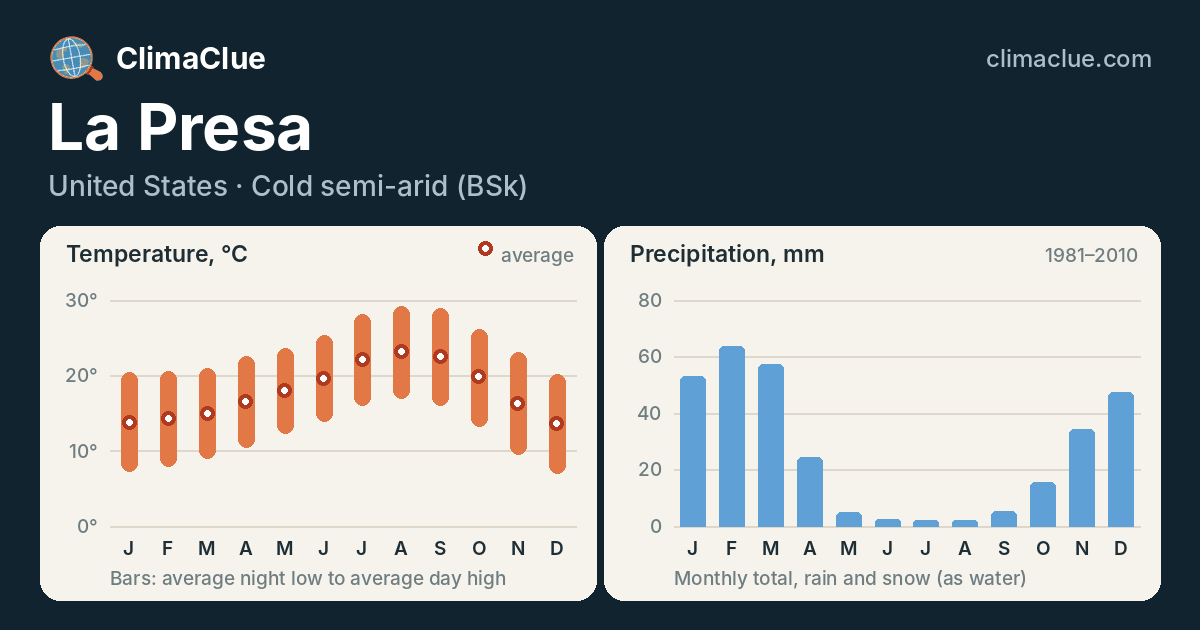 ClimaClue
climaclue.com
La Presa
United States · Cold semi-arid (BSk)
Temperature, °C
average
30°
20°
10°
0°
J F M A M J J A S O N D
Bars: average night low to average day high
Precipitation, mm
1981–2010
80
60
40
20
0
J F M A M J J A S O N D
Monthly total, rain and snow (as water)